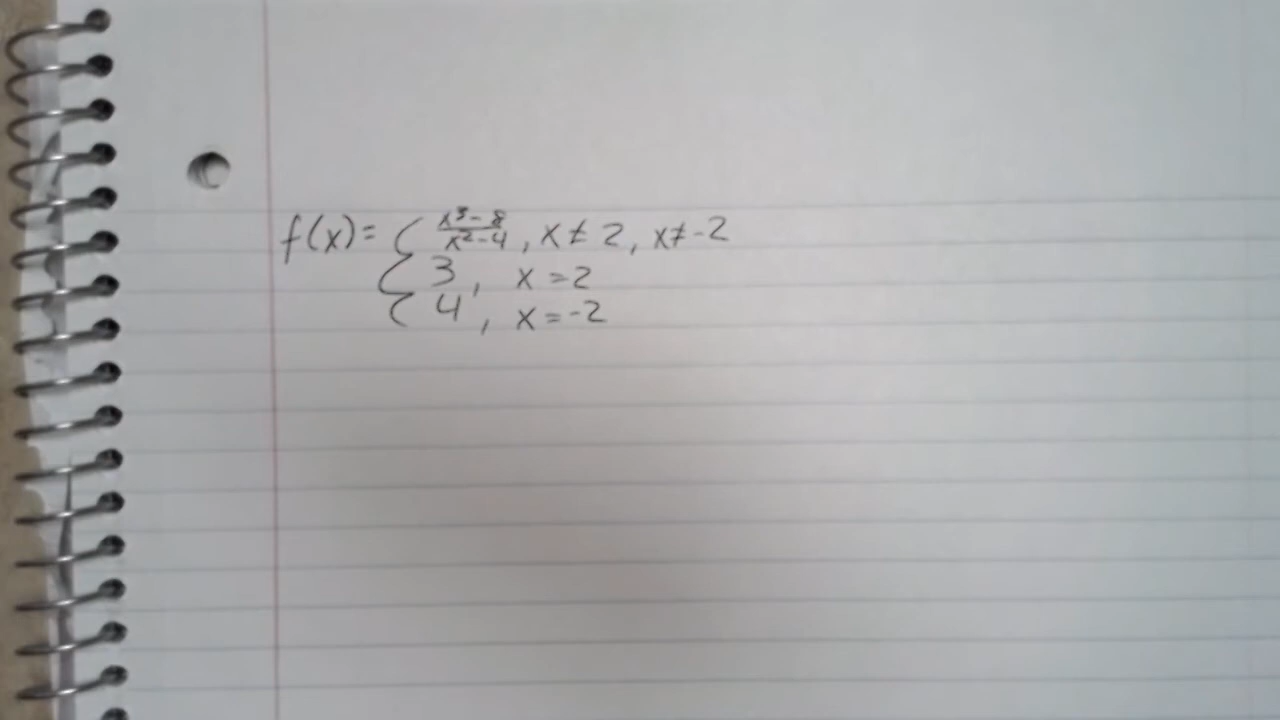 f(x) = { x³-8 / x²-4 , x ≠ 2, x ≠ -2
{ 3 , x = 2
{ 4 , x = -2